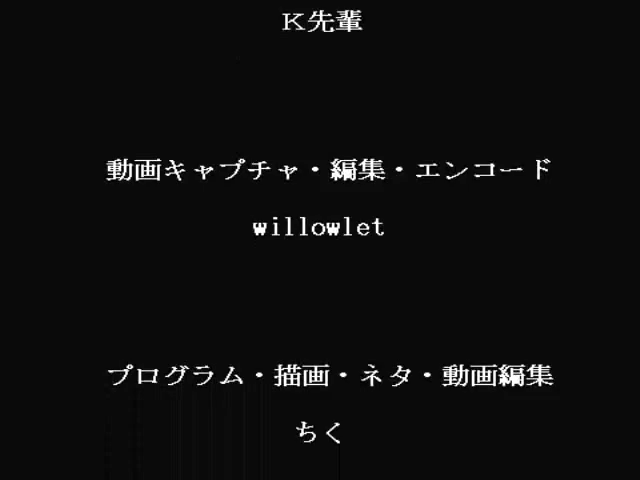 K先輩
動画キャプチャ・編集・エンコード
willowlet
プログラム・描画・ネタ・動画編集
ちく